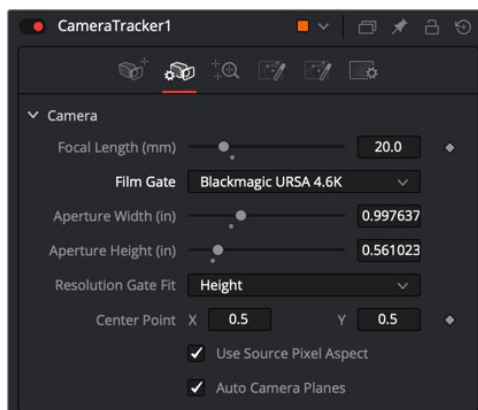 CameraTracker1
Camera
Focal Length (mm) 20.0
Film Gate Blackmagic URSA 4.6K
Aperture Width (in) 0.997637
Aperture Height (in) 0.561023
Resolution Gate Fit Height
Center Point X 0.5 Y 0.5
Use Source Pixel Aspect
Auto Camera Planes